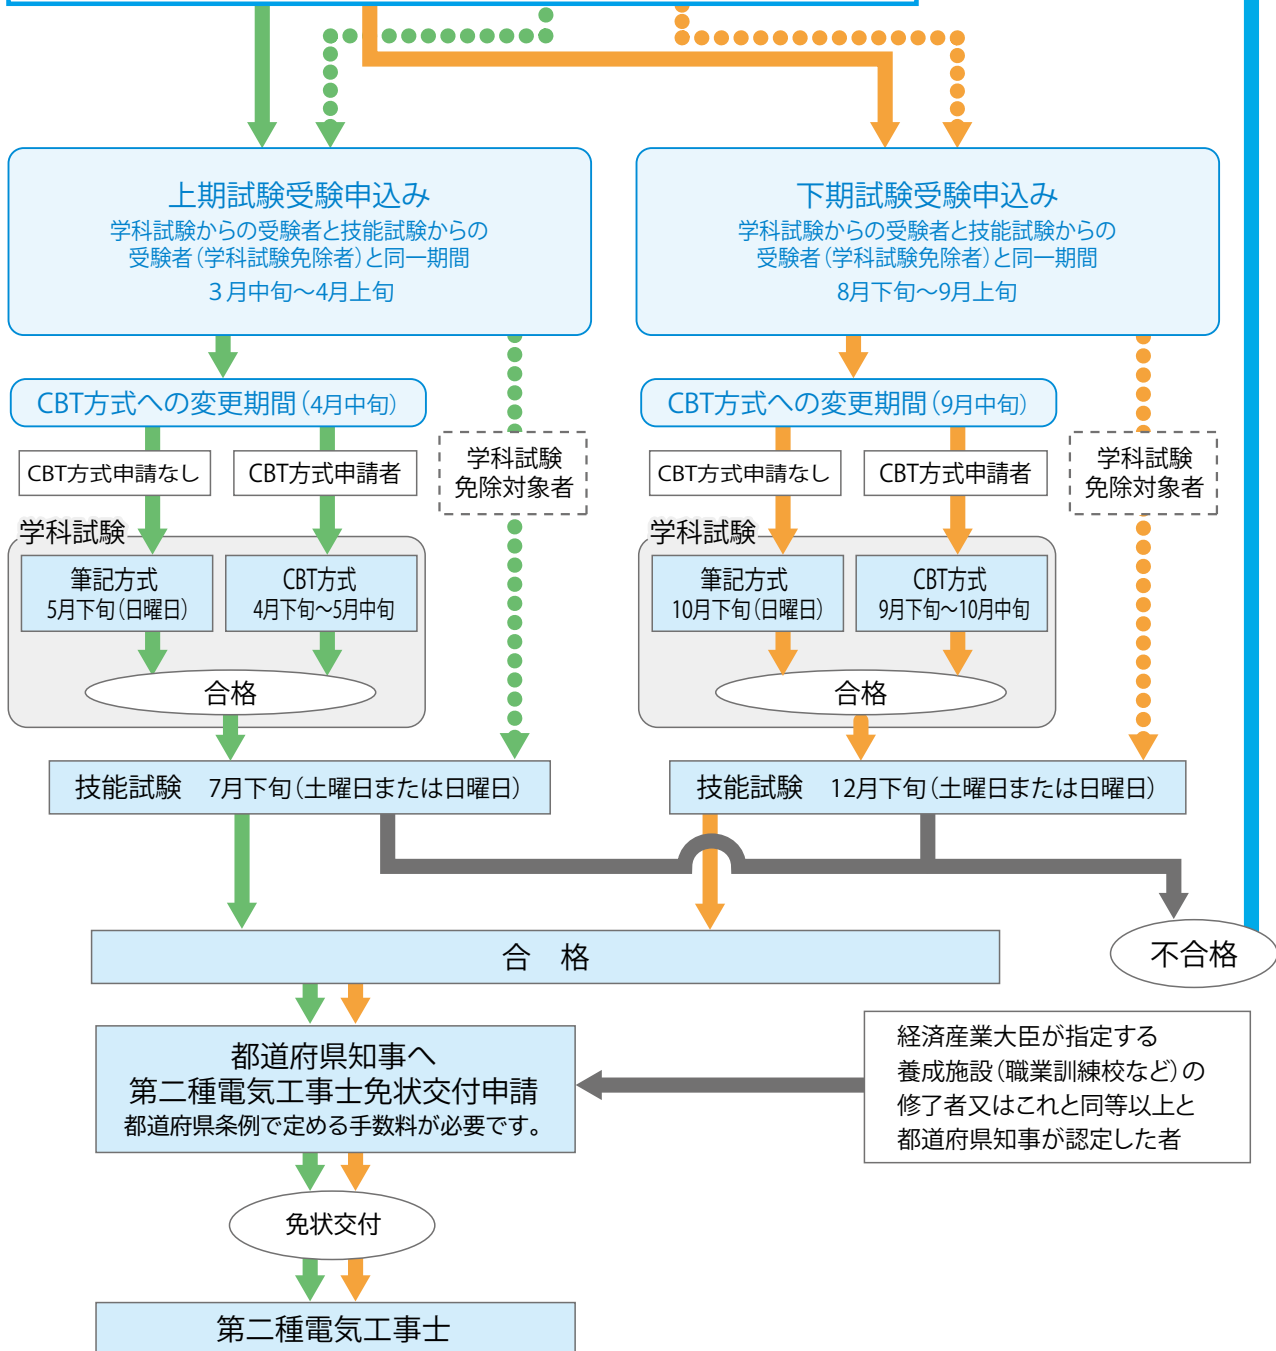 上期試験受験申込み
学科試験からの受験者と技能試験からの
受験者(学科試験免除者)と同一期間
3月中旬～4月上旬
下期試験受験申込み
学科試験からの受験者と技能試験からの
受験者(学科試験免除者)と同一期間
8月下旬～9月上旬
CBT方式への変更期間(4月中旬)
CBT方式申請なし
CBT方式申請者
学科試験
免除対象者
学科試験
筆記方式
5月下旬(日曜日)
CBT方式
4月下旬～5月中旬
合格
技能試験 7月下旬(土曜日または日曜日)
CBT方式への変更期間(9月中旬)
CBT方式申請なし
CBT方式申請者
学科試験
免除対象者
学科試験
筆記方式
10月下旬(日曜日)
CBT方式
9月下旬～10月中旬
合格
技能試験 12月下旬(土曜日または日曜日)
合 格
不合格
都道府県知事へ
第二種電気工事士免状交付申請
都道府県条例で定める手数料が必要です。
経済産業大臣が指定する
養成施設(職業訓練校など)の
修了者又はこれと同等以上と
都道府県知事が認定した者
免状交付
第二種電気工事士